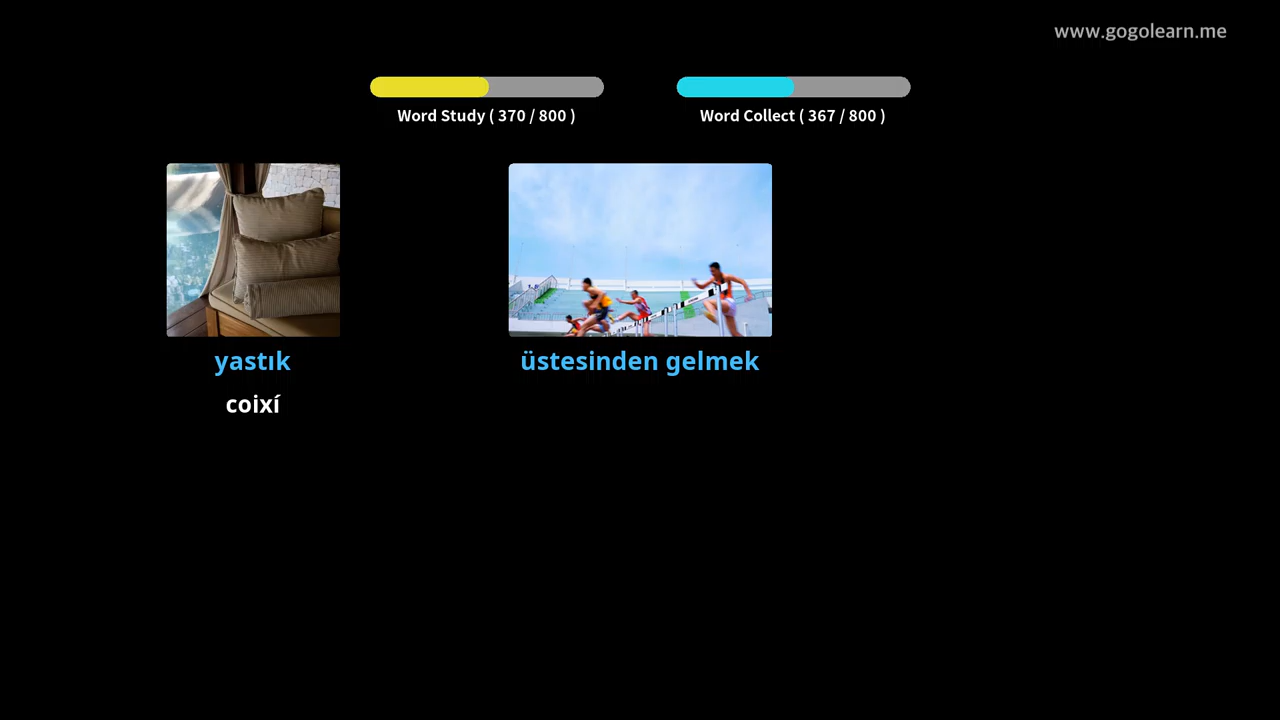 www.gogolearn.me
Word Study ( 370 / 800 )
Word Collect ( 367 / 800 )
yastık
üstesinden gelmek
coixí